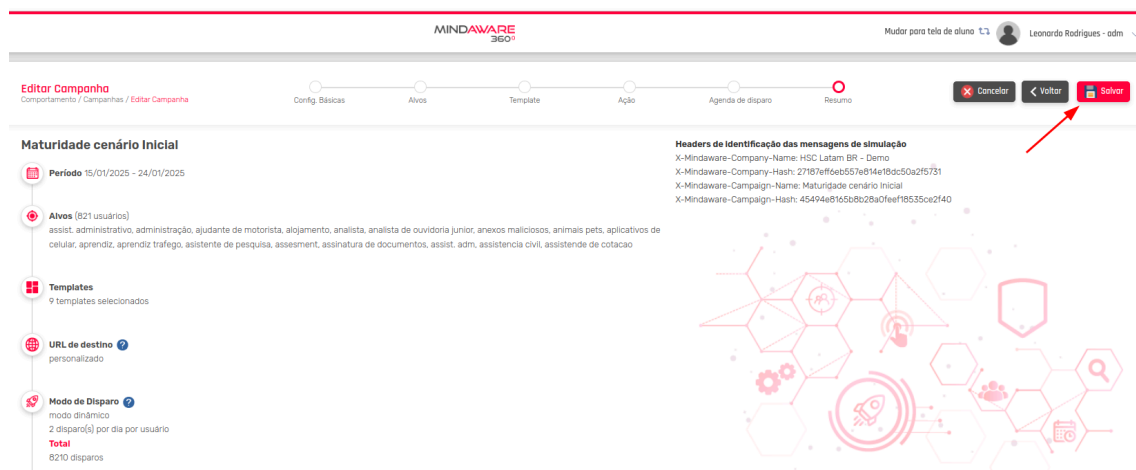 MINDAWARE
360º
Mudar para tela de aluno
Leonardo Rodrigues - adm
Editar Campanha
Comportamento / Campanhas / Editar Campanha
Config. Básicas
Alvos
Template
Ação
Agenda de disparo
Resumo
Cancelar
Voltar
Salvar
Maturidade cenário Inicial
Período 15/01/2025 - 24/01/2025
Alvos (821 usuários)
assist. administrativo, administração, ajudante de motorista, alojamento, analista, analista de ouvidoria junior, anexos maliciosos, animais pets, aplicativos de
celular, aprendiz, aprendiz trafego, asistente de pesquisa, assesment, assinatura de documentos, assist. adm, assistencia civil, assistende de cotacao
Templates
9 templates selecionados
URL de destino
personalizado
Modo de Disparo
modo dinâmico
2 disparo(s) por dia por usuário
Total
8210 disparos
Headers de identificação das mensagens de simulação
X-Mindaware-Company-Name: HSC Latam BR - Demo
X-Mindaware-Company-Hash: 27187eff6eb557e814e18dc50a2f5731
X-Mindaware-Campaign-Name: Maturidade cenário Inicial
X-Mindaware-Campaign-Hash: 45494e8165b8b28a0feef18535ce2f40